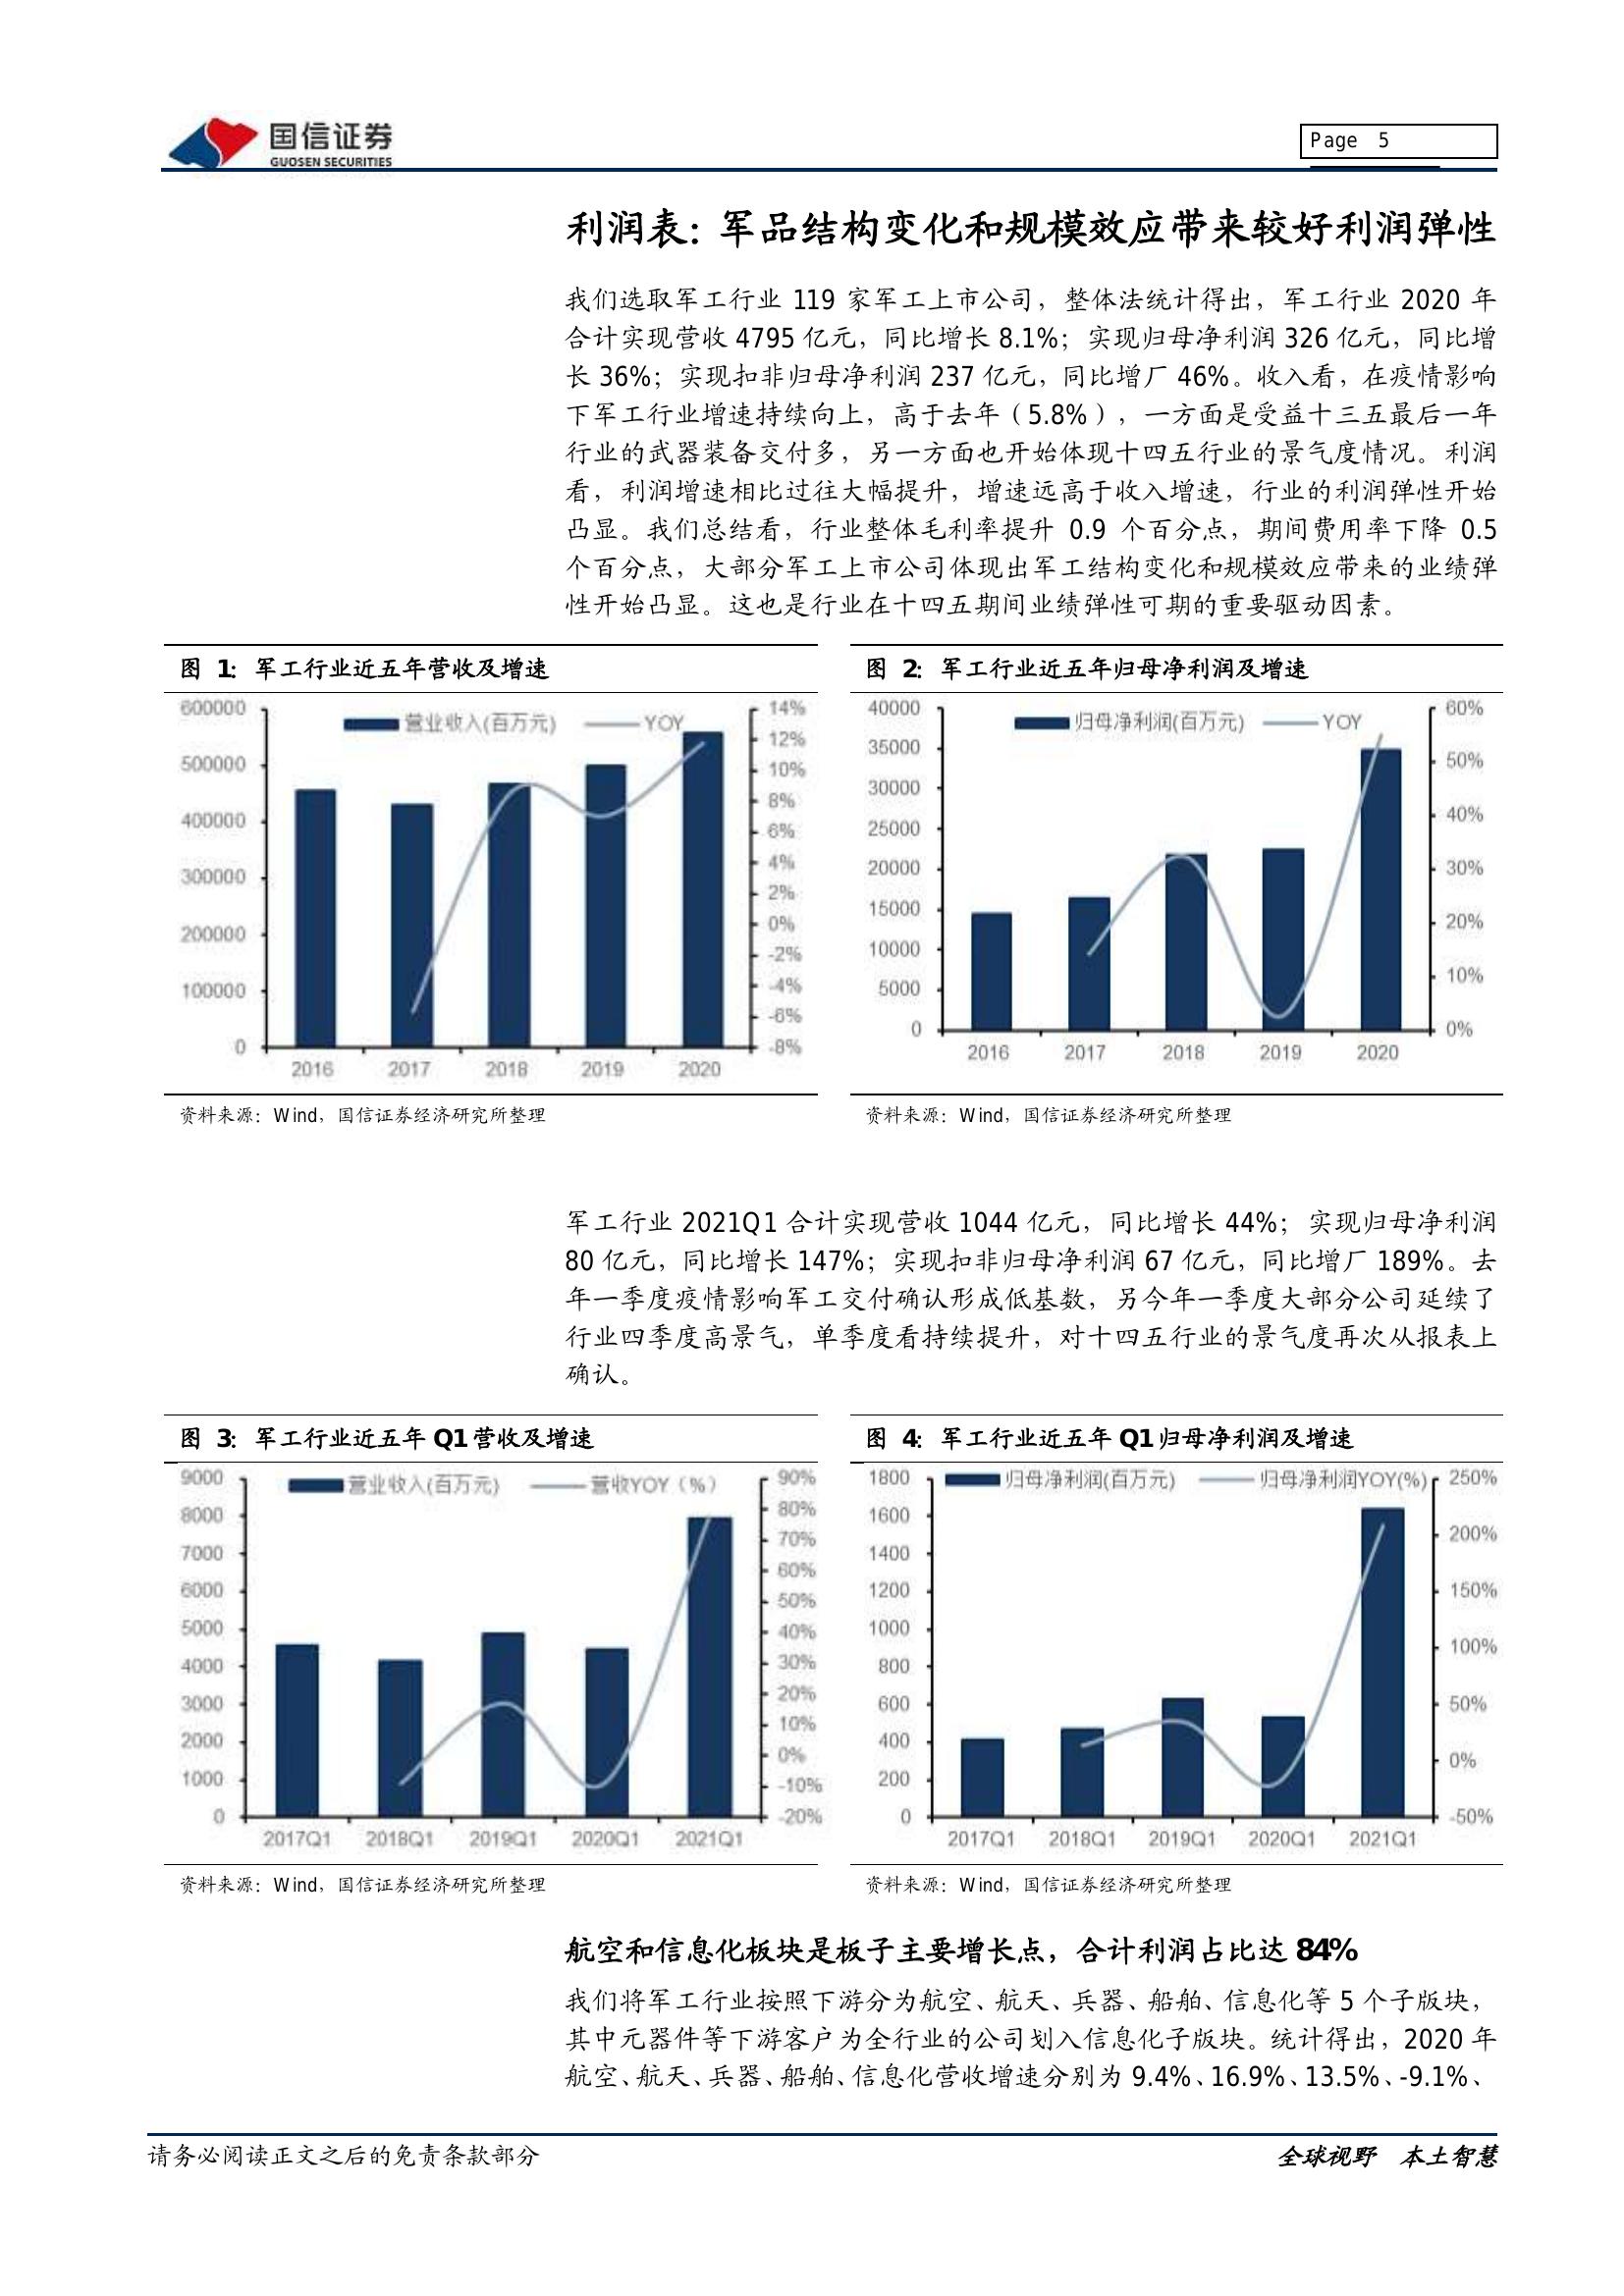 国信证券
GUOSEN SECURITIES
Page 5
利润表：军品结构变化和规模效应带来较好利润弹性
我们选取军工行业 119 家军工上市公司，整体法统计得出，军工行业 2020 年
合计实现营收 4795 亿元，同比增长 8.1%；实现归母净利润 326 亿元，同比增
长 36%；实现扣非归母净利润 237 亿元，同比增厂 46%。收入看，在疫情影响
下军工行业增速持续向上，高于去年（5.8%），一方面是受益十三五最后一年
行业的武器装备交付多，另一方面也开始体现十四五行业的景气度情况。利润
看，利润增速相比过往大幅提升，增速远高于收入增速，行业的利润弹性开始
凸显。我们总结看，行业整体毛利率提升 0.9 个百分点，期间费用率下降 0.5
个百分点，大部分军工上市公司体现出军工结构变化和规模效应带来的业绩弹
性开始凸显。这也是行业在十四五期间业绩弹性可期的重要驱动因素。
图 1：军工行业近五年营收及增速
600000
500000
400000
300000
200000
100000
0
营业收入(百万元)
YOY
14%
12%
10%
8%
6%
4%
2%
0%
-2%
-4%
-6%
-8%
2016 2017 2018 2019 2020
资料来源：Wind，国信证券经济研究所整理
图 2：军工行业近五年归母净利润及增速
40000
35000
30000
25000
20000
15000
10000
5000
0
归母净利润(百万元)
YOY
60%
50%
40%
30%
20%
10%
0%
2016 2017 2018 2019 2020
资料来源：Wind，国信证券经济研究所整理
军工行业 2021Q1 合计实现营收 1044 亿元，同比增长 44%；实现归母净利润
80 亿元，同比增长 147%；实现扣非归母净利润 67 亿元，同比增厂 189%。去
年一季度疫情影响军工交付确认形成低基数，另今年一季度大部分公司延续了
行业四季度高景气，单季度看持续提升，对十四五行业的景气度再次从报表上
确认。
图 3：军工行业近五年 Q1 营收及增速
9000
8000
7000
6000
5000
4000
3000
2000
1000
0
营业收入(百万元)
营收YOY（%）
90%
80%
70%
60%
50%
40%
30%
20%
10%
0%
-10%
-20%
2017Q1 2018Q1 2019Q1 2020Q1 2021Q1
资料来源：Wind，国信证券经济研究所整理
图 4：军工行业近五年 Q1 归母净利润及增速
1800
1600
1400
1200
1000
800
600
400
200
0
归母净利润(百万元)
归母净利润YOY(%)
250%
200%
150%
100%
50%
0%
-50%
2017Q1 2018Q1 2019Q1 2020Q1 2021Q1
资料来源：Wind，国信证券经济研究所整理
航空和信息化板块是板子主要增长点，合计利润占比达 84%
我们将军工行业按照下游分为航空、航天、兵器、船舶、信息化等 5 个子版块，
其中元器件等下游客户为全行业的公司划入信息化子版块。统计得出，2020 年
航空、航天、兵器、船舶、信息化营收增速分别为 9.4%、16.9%、13.5%、-9.1%、
请务必阅读正文之后的免责条款部分
全球视野 本土智慧